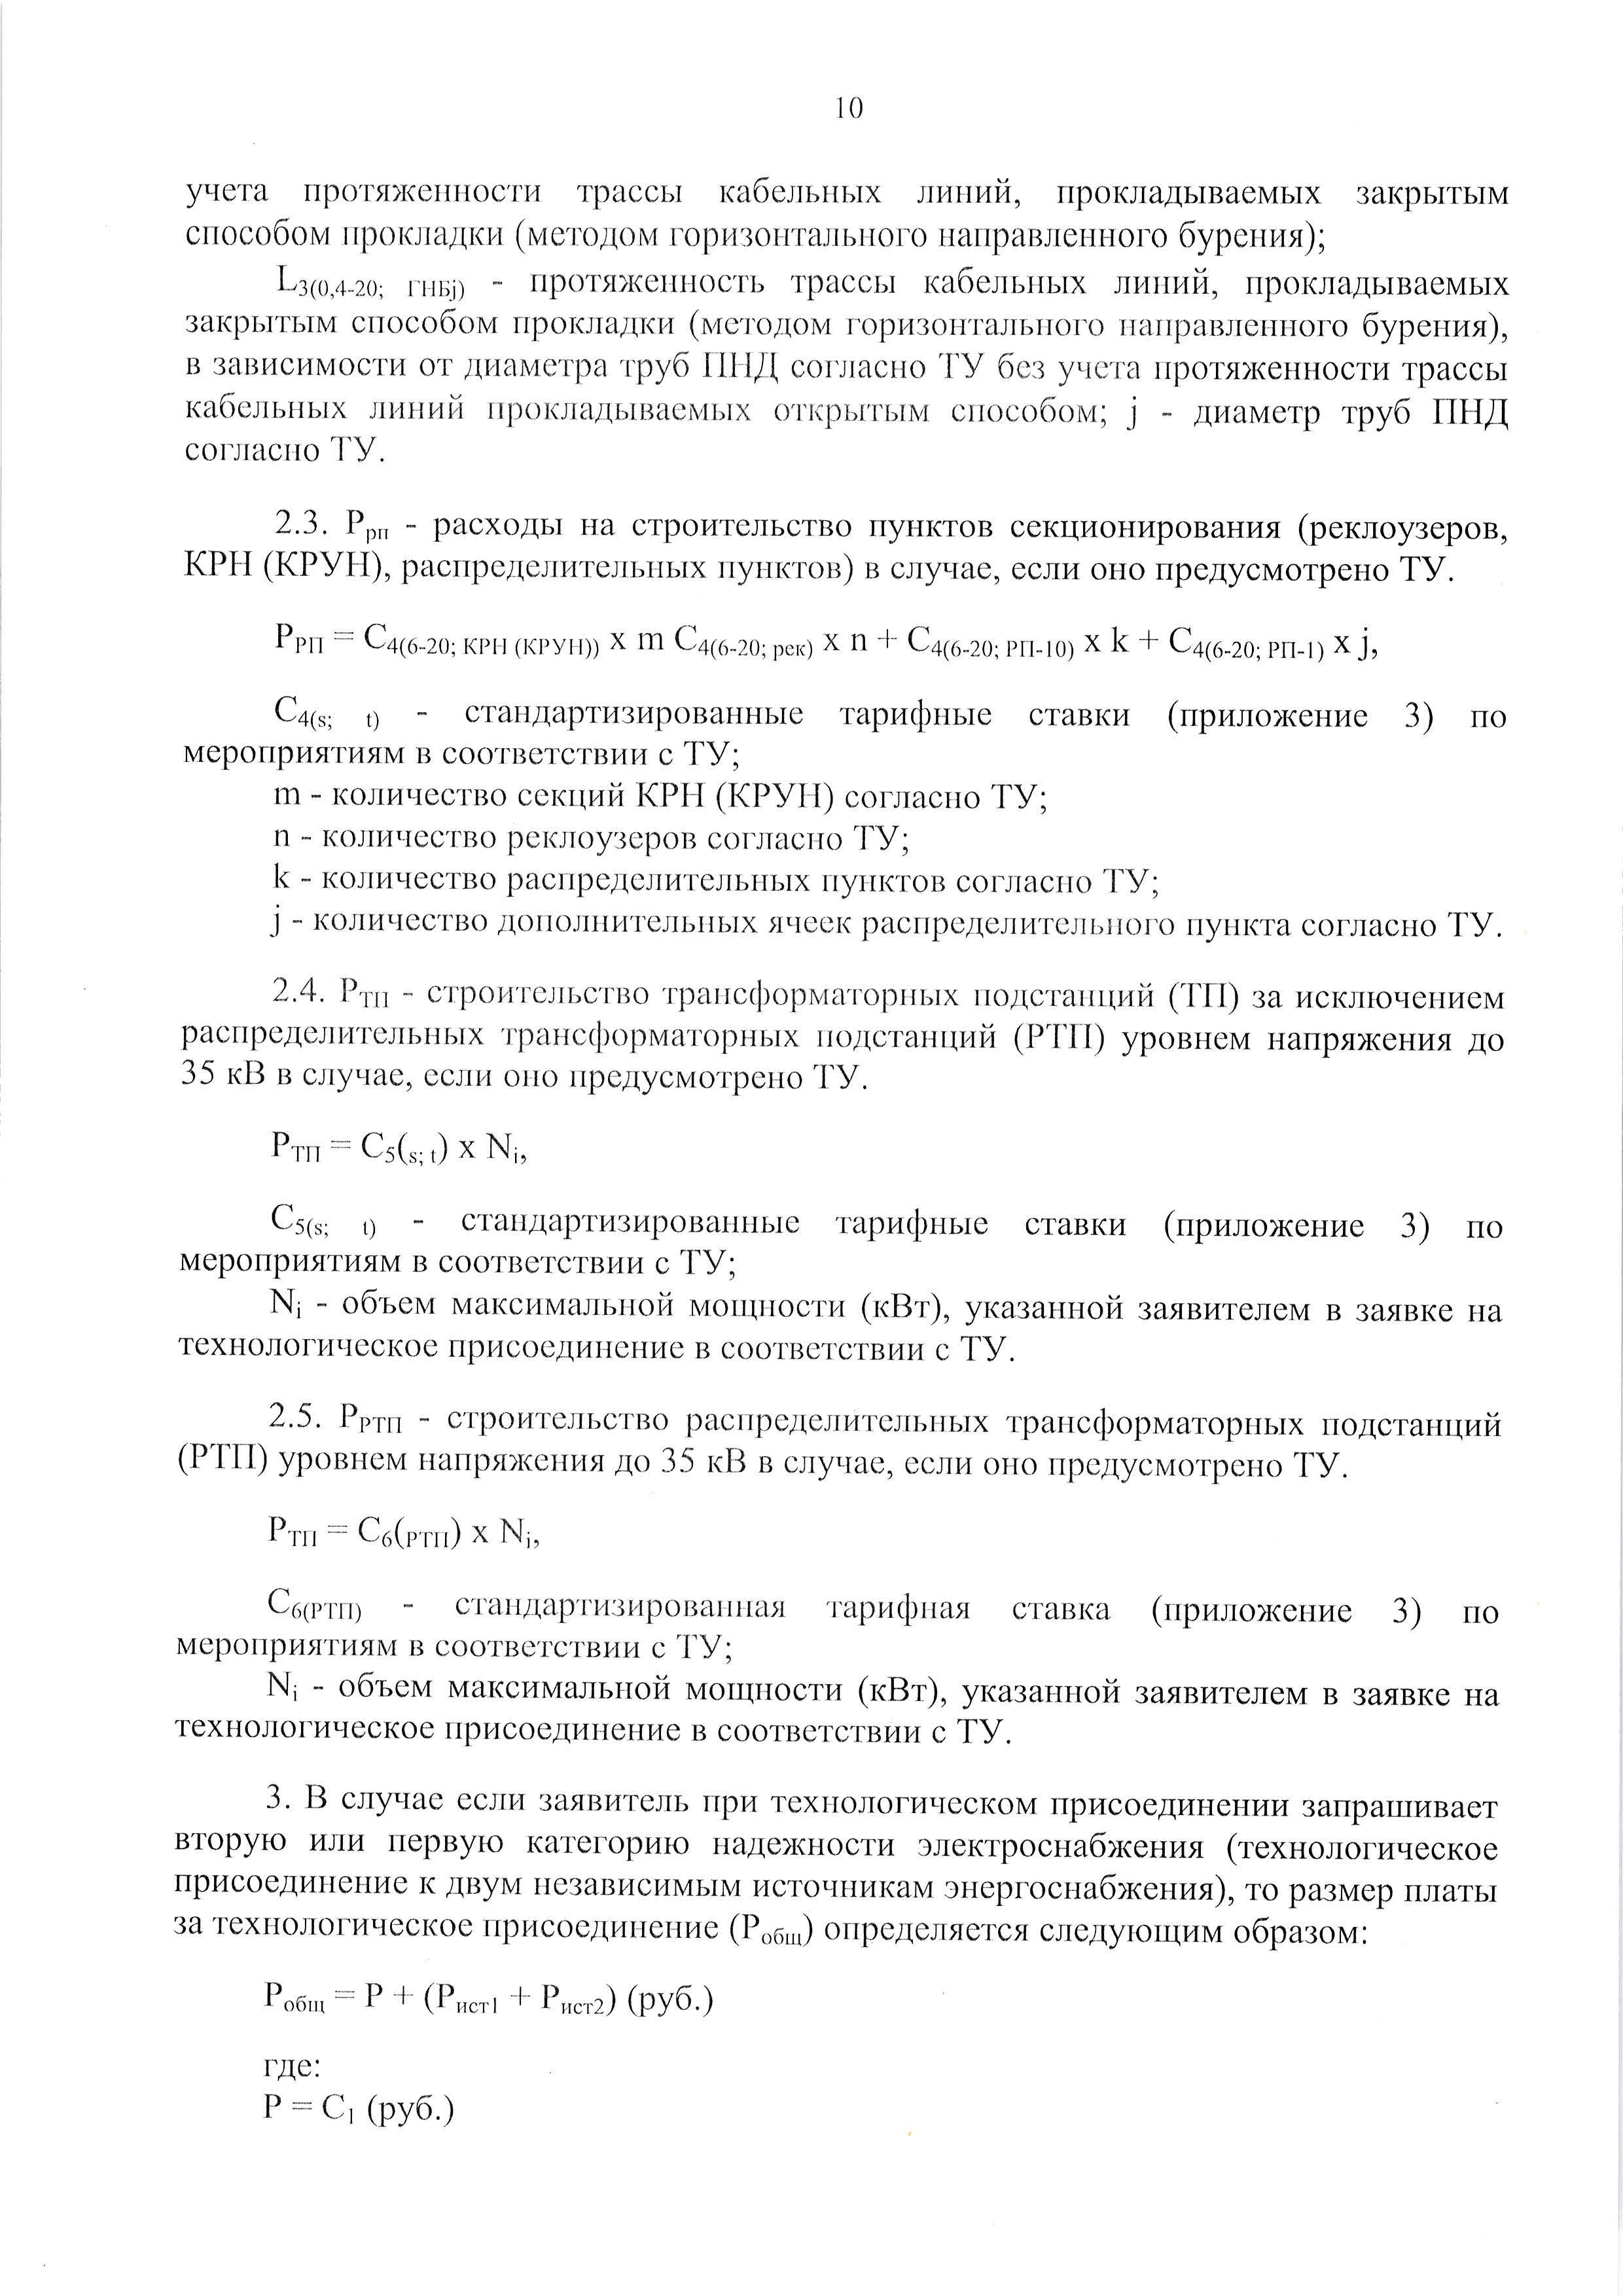 10
учета протяженности трассы кабельных линий, прокладываемых закрытым
способом прокладки (методом горизонтального направленного бурения);
L3(0,4-20; ГНБj) - протяженность трассы кабельных линий, прокладываемых
закрытым способом прокладки (методом горизонтального направленного бурения),
в зависимости от диаметра труб ПНД согласно ТУ без учета протяженности трассы
кабельных линий прокладываемых открытым способом; j - диаметр труб ПНД
согласно ТУ.
2.3. Pрп - расходы на строительство пунктов секционирования (реклоузеров,
КРН (КРУН), распределительных пунктов) в случае, если оно предусмотрено ТУ.
PРП = C4(6-20; КРН (КРУН)) x m C4(6-20; рек) x n + C4(6-20; РП-10) x k + C4(6-20; РП-1) x j,
C4(s; t) - стандартизированные тарифные ставки (приложение 3) по
мероприятиям в соответствии с ТУ;
m - количество секций КРН (КРУН) согласно ТУ;
n - количество реклоузеров согласно ТУ;
k - количество распределительных пунктов согласно ТУ;
j - количество дополнительных ячеек распределительного пункта согласно ТУ.
2.4. PТП - строительство трансформаторных подстанций (ТП) за исключением
распределительных трансформаторных подстанций (РТП) уровнем напряжения до
35 кВ в случае, если оно предусмотрено ТУ.
PТП = C5(s; t) x Ni,
C5(s; t) - стандартизированные тарифные ставки (приложение 3) по
мероприятиям в соответствии с ТУ;
Ni - объем максимальной мощности (кВт), указанной заявителем в заявке на
технологическое присоединение в соответствии с ТУ.
2.5. PРТП - строительство распределительных трансформаторных подстанций
(РТП) уровнем напряжения до 35 кВ в случае, если оно предусмотрено ТУ.
PТП = C6(РТП) x Ni,
C6(РТП) - стандартизированная тарифная ставка (приложение 3) по
мероприятиям в соответствии с ТУ;
Ni - объем максимальной мощности (кВт), указанной заявителем в заявке на
технологическое присоединение в соответствии с ТУ.
3. В случае если заявитель при технологическом присоединении запрашивает
вторую или первую категорию надежности электроснабжения (технологическое
присоединение к двум независимым источникам энергоснабжения), то размер платы
за технологическое присоединение (Pобщ) определяется следующим образом:
Pобщ = P + (Pист1 + Pист2) (руб.)
где:
P = C1 (руб.)